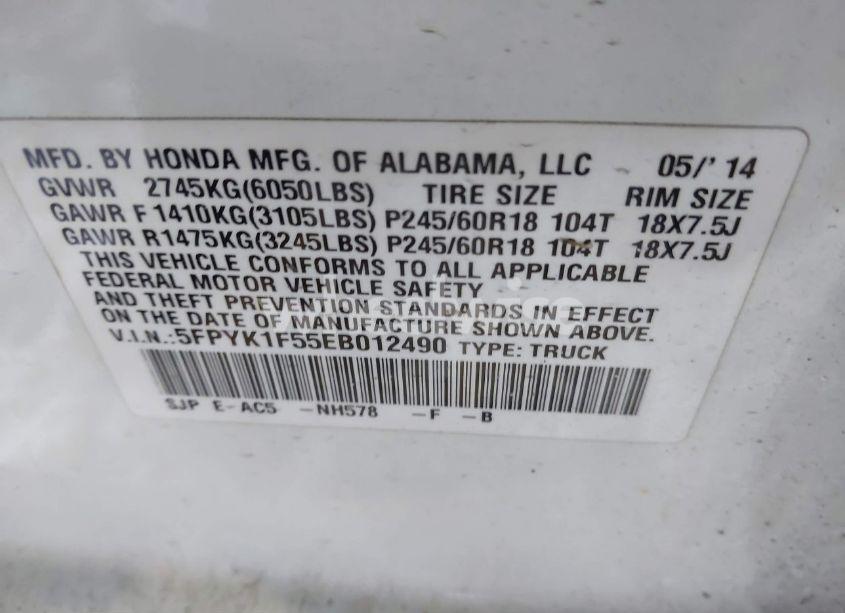 MFD. BY HONDA MFG. OF ALABAMA, LLC 05/'14
GVWR 2745KG(6050LBS) TIRE SIZE RIM SIZE
GAWR F1410KG(3105LBS) P245/60R18 104T 18X7.5J
GAWR R1475KG(3245LBS) P245/60R18 104T 18X7.5J
THIS VEHICLE CONFORMS TO ALL APPLICABLE
FEDERAL MOTOR VEHICLE SAFETY
AND THEFT PREVENTION STANDARDS IN EFFECT
ON THE DATE OF MANUFACTURE SHOWN ABOVE.
V.I.N.:5FPYK1F55EB012490 TYPE: TRUCK
SJP E-AC5 -NH578 -F -B